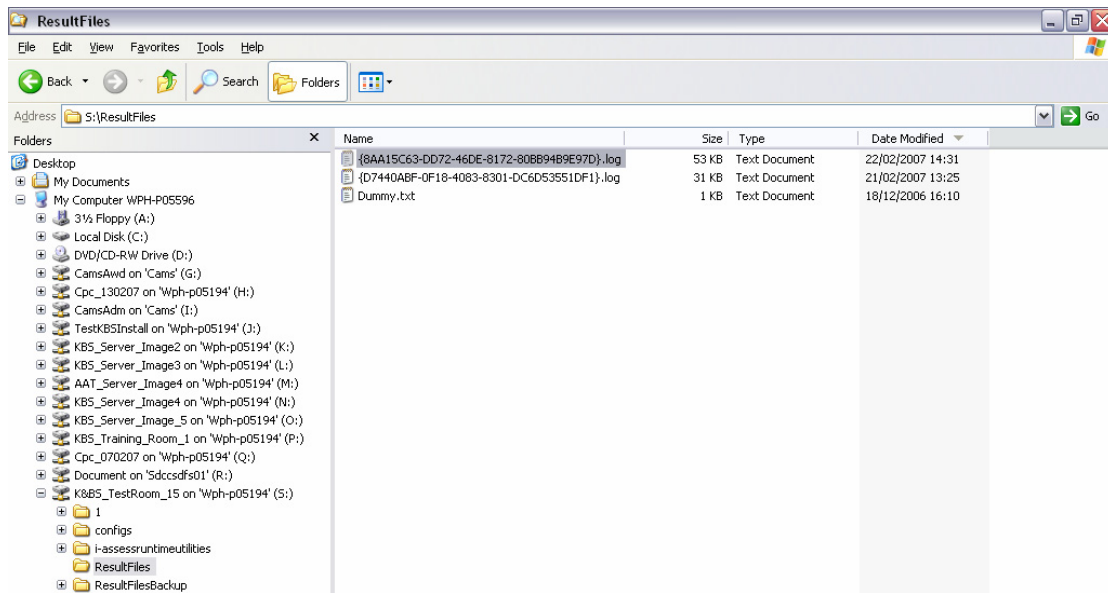 ResultFiles
File Edit View Favorites Tools Help
Back Search Folders
Address S:\ResultFiles Go
Folders x Name Size Type Date Modified
Desktop
My Documents
My Computer WPH-P05596
3½ Floppy (A:)
Local Disk (C:)
DVD/CD-RW Drive (D:)
CamsAwd on 'Cams' (G:)
Cpc_130207 on 'Wph-p05194' (H:)
CamsAdm on 'Cams' (I:)
TestKBSInstall on 'Wph-p05194' (J:)
KBS_Server_Image2 on 'Wph-p05194' (K:)
KBS_Server_Image3 on 'Wph-p05194' (L:)
AAT_Server_Image4 on 'Wph-p05194' (M:)
KBS_Server_Image4 on 'Wph-p05194' (N:)
KBS_Server_Image_5 on 'Wph-p05194' (O:)
KBS_Training_Room_1 on 'Wph-p05194' (P:)
Cpc_070207 on 'Wph-p05194' (Q:)
Document on 'Sdccsdfs01' (R:)
K&BS_TestRoom_15 on 'Wph-p05194' (S:)
1
configs
i-assessruntimeutilities
ResultFiles
ResultFilesBackup
{8AA15C63-DD72-46DE-8172-80BB94B9E97D}.log 53 KB Text Document 22/02/2007 14:31
{D7440ABF-0F18-4083-8301-DC6D53551DF1}.log 31 KB Text Document 21/02/2007 13:25
Dummy.txt 1 KB Text Document 18/12/2006 16:10